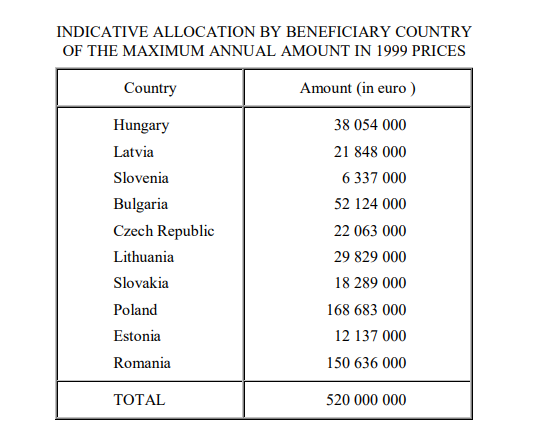 INDICATIVE ALLOCATION BY BENEFICIARY COUNTRY
OF THE MAXIMUM ANNUAL AMOUNT IN 1999 PRICES
Country Amount (in euro )
Hungary 38 054 000
Latvia 21 848 000
Slovenia 6 337 000
Bulgaria 52 124 000
Czech Republic 22 063 000
Lithuania 29 829 000
Slovakia 18 289 000
Poland 168 683 000
Estonia 12 137 000
Romania 150 636 000
TOTAL 520 000 000